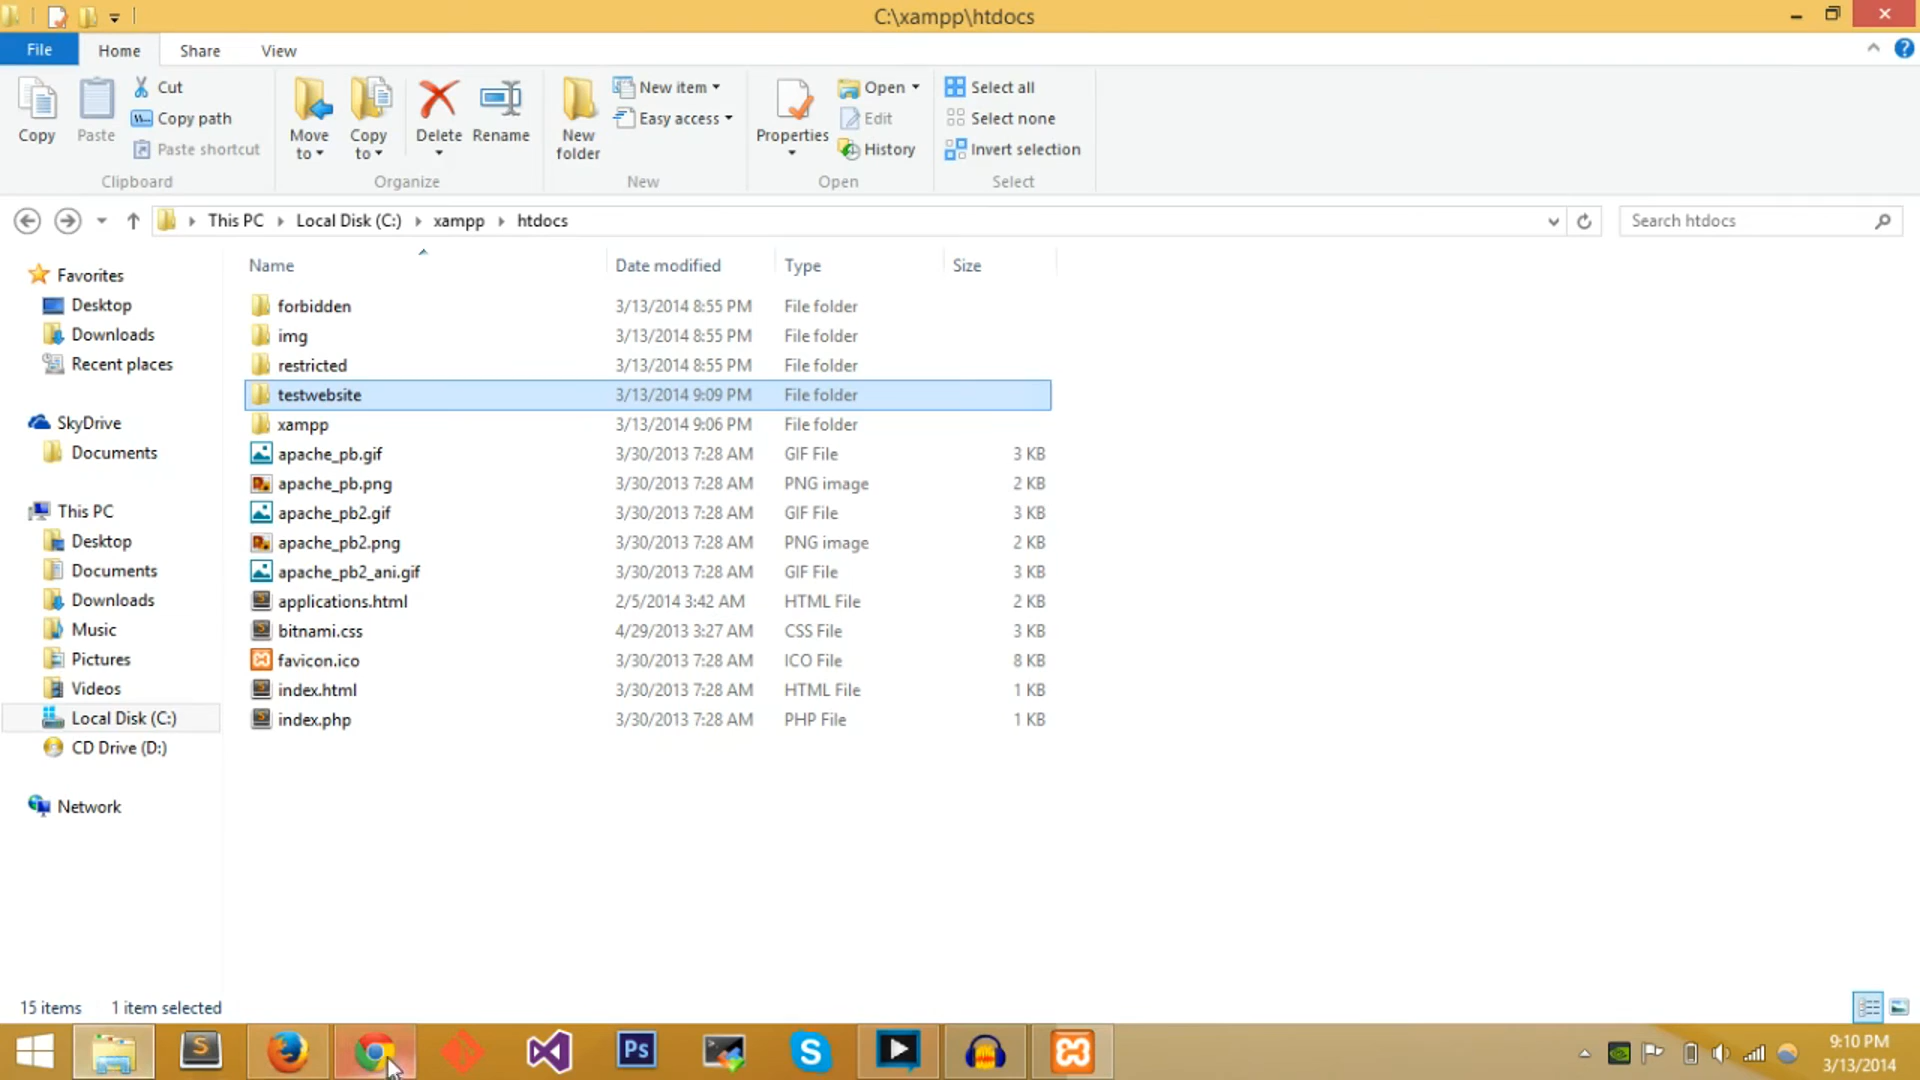 C:\xampp\htdocs
File Home Share View
Copy
Paste
Cut
Copy path
Paste shortcut
Clipboard
Move to
Copy to
Delete
Rename
Organize
New folder
New item
Easy access
New
Properties
Open
Edit
History
Open
Select all
Select none
Invert selection
Select
This PC Local Disk (C:) xampp htdocs
Search htdocs
Favorites
Desktop
Downloads
Recent places
SkyDrive
Documents
This PC
Desktop
Documents
Downloads
Music
Pictures
Videos
Local Disk (C:)
CD Drive (D:)
Network
Name Date modified Type Size
forbidden 3/13/2014 8:55 PM File folder
img 3/13/2014 8:55 PM File folder
restricted 3/13/2014 8:55 PM File folder
testwebsite 3/13/2014 9:09 PM File folder
xampp 3/13/2014 9:06 PM File folder
apache_pb.gif 3/30/2013 7:28 AM GIF File 3 KB
apache_pb.png 3/30/2013 7:28 AM PNG image 2 KB
apache_pb2.gif 3/30/2013 7:28 AM GIF File 3 KB
apache_pb2.png 3/30/2013 7:28 AM PNG image 2 KB
apache_pb2_ani.gif 3/30/2013 7:28 AM GIF File 3 KB
applications.html 2/5/2014 3:42 AM HTML File 2 KB
bitnami.css 4/29/2013 3:27 AM CSS File 3 KB
favicon.ico 3/30/2013 7:28 AM ICO File 8 KB
index.html 3/30/2013 7:28 AM HTML File 1 KB
index.php 3/30/2013 7:28 AM PHP File 1 KB
15 items 1 item selected
Ps
9:10 PM
3/13/2014